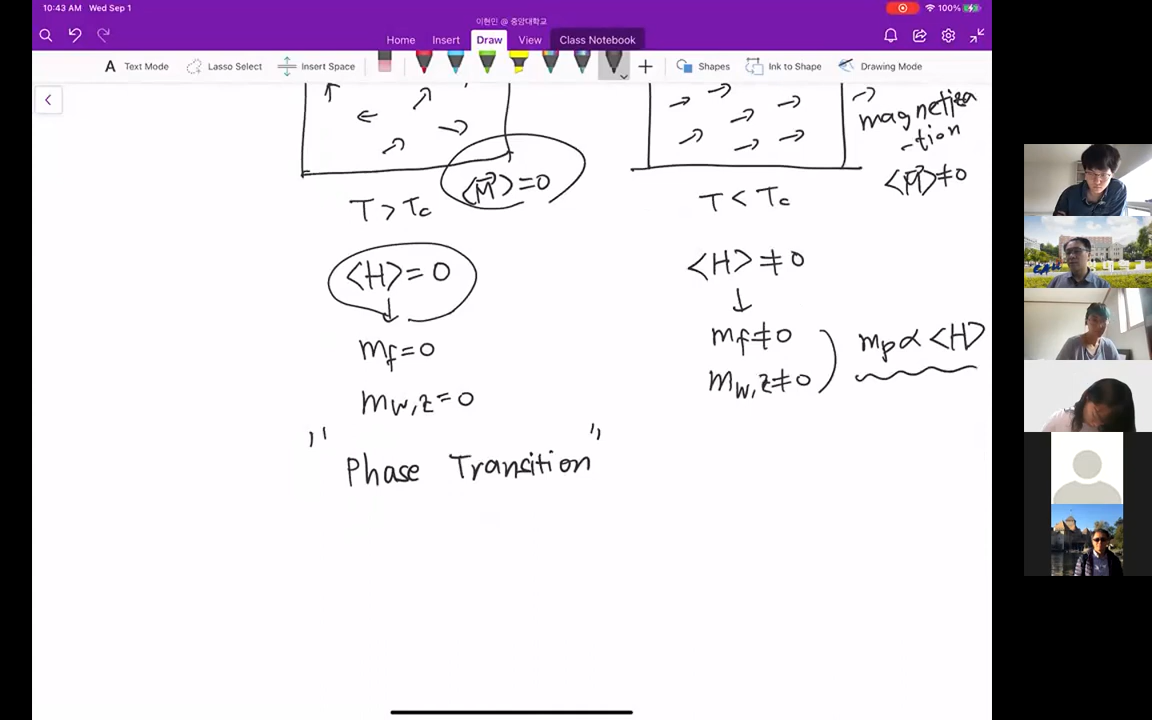 10:43 AM Wed Sep 1
100%
이현민 @ 중앙대학교
Home Insert Draw View Class Notebook
A Text Mode Lasso Select Insert Space Shapes Ink to Shape Drawing Mode
magnetiza
-tion
⟨M⃗⟩=0
⟨M⃗⟩≠0
T > Tc
T < Tc
⟨H⟩ = 0
⟨H⟩ ≠ 0
↓
↓
mf=0
mf≠0
mp∝ ⟨H⟩
mW,Z=0
mW,Z≠0
" Phase Transition "